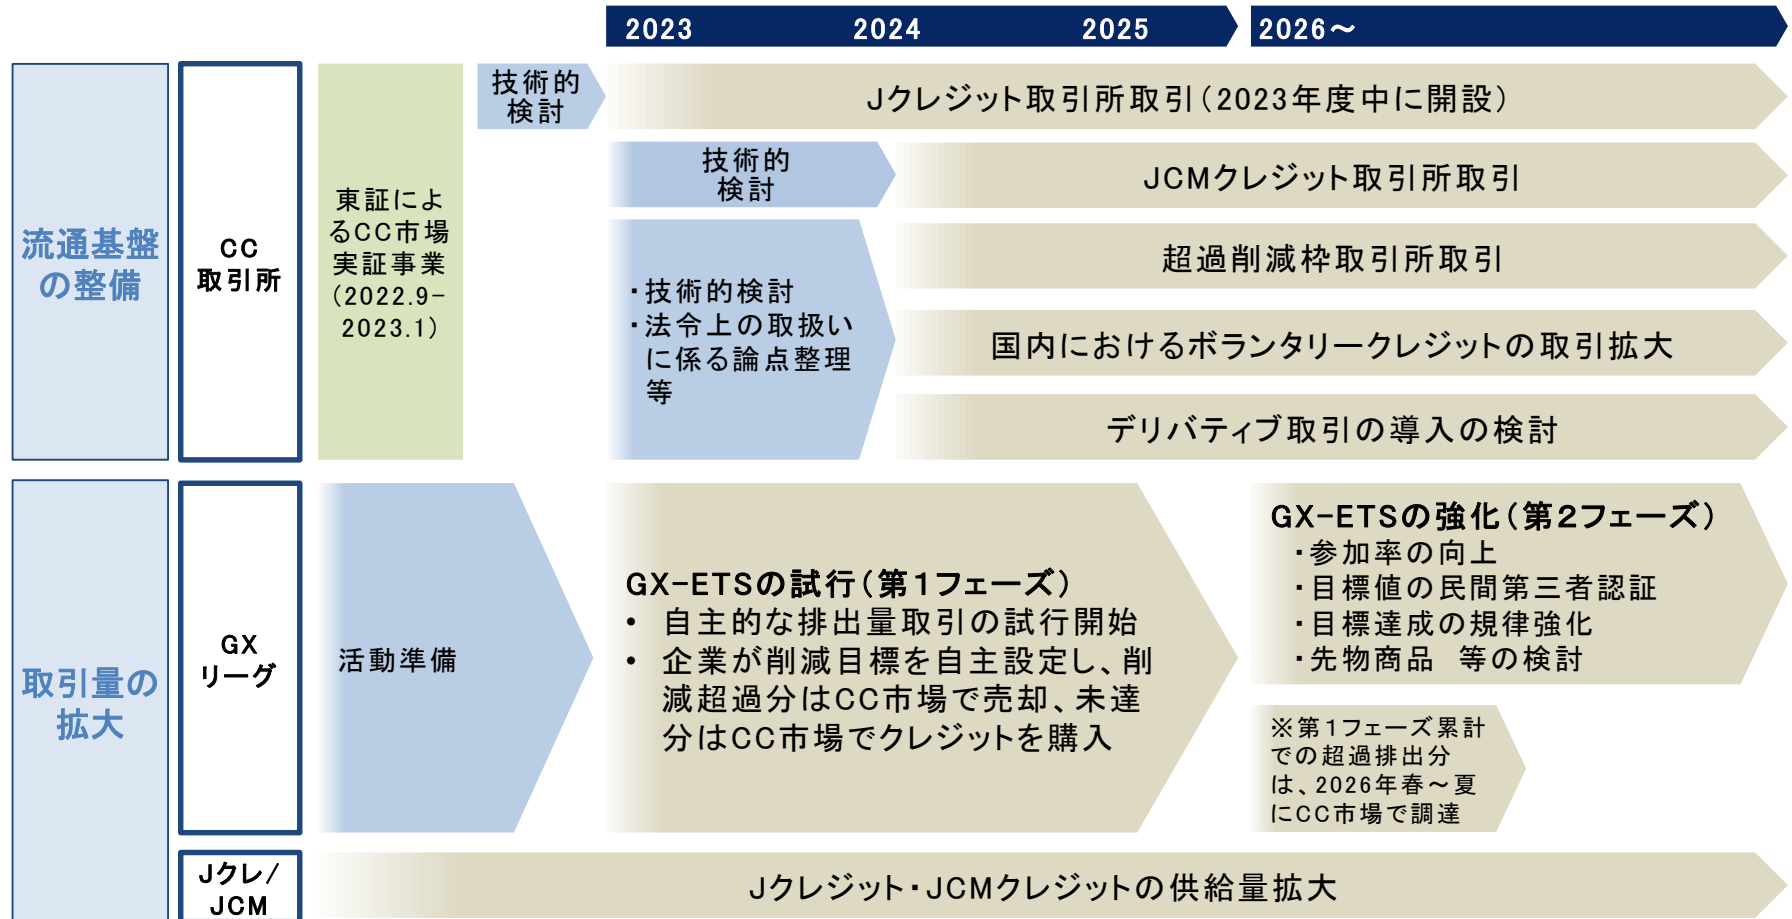 2023
2024
2025
2026～
流通基盤
の整備
CC
取引所
東証によ
るCC市場
実証事業
（2022.9－
2023.1）
技術的
検討
Jクレジット取引所取引（2023年度中に開設）
技術的
検討
JCMクレジット取引所取引
・技術的検討
・法令上の取扱い
に係る論点整理
等
超過削減枠取引所取引
国内におけるボランタリークレジットの取引拡大
デリバティブ取引の導入の検討
取引量の
拡大
GX
リーグ
活動準備
GX-ETSの試行（第１フェーズ）
• 自主的な排出量取引の試行開始
• 企業が削減目標を自主設定し、削
減超過分はCC市場で売却、未達
分はCC市場でクレジットを購入
GX-ETSの強化（第２フェーズ）
・参加率の向上
・目標値の民間第三者認証
・目標達成の規律強化
・先物商品　等の検討
※第１フェーズ累計
での超過排出分
は、2026年春～夏
にCC市場で調達
Jクレ/
JCM
Jクレジット・JCMクレジットの供給量拡大